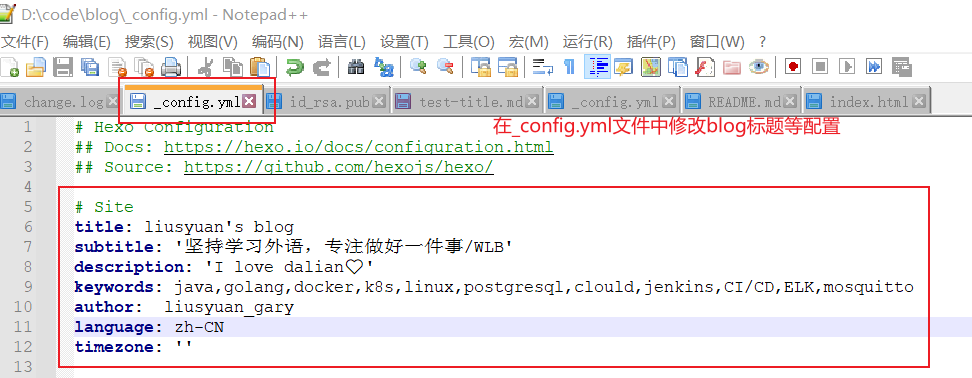 D:\code\blog\_config.yml - Notepad++
文件(F) 编辑(E) 搜索(S) 视图(V) 编码(N) 语言(L) 设置(T) 工具(O) 宏(M) 运行(R) 插件(P) 窗口(W) ?
change.log _config.yml id_rsa.pub test-title.md _config.yml README.md index.html
在_config.yml文件中修改blog标题等配置
1 # Hexo Configuration
2 ## Docs: https://hexo.io/docs/configuration.html
3 ## Source: https://github.com/hexojs/hexo/
4
5 # Site
6 title: liusyuan's blog
7 subtitle: '坚持学习外语，专注做好一件事/WLB'
8 description: 'I love dalian♡'
9 keywords: java,golang,docker,k8s,linux,postgresql,clould,jenkins,CI/CD,ELK,mosquitto
10 author:  liusyuan_gary
11 language: zh-CN
12 timezone: ''
13